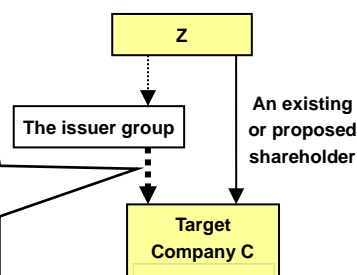 Z
The issuer group
An existing
or proposed
shareholder
Target
Company C